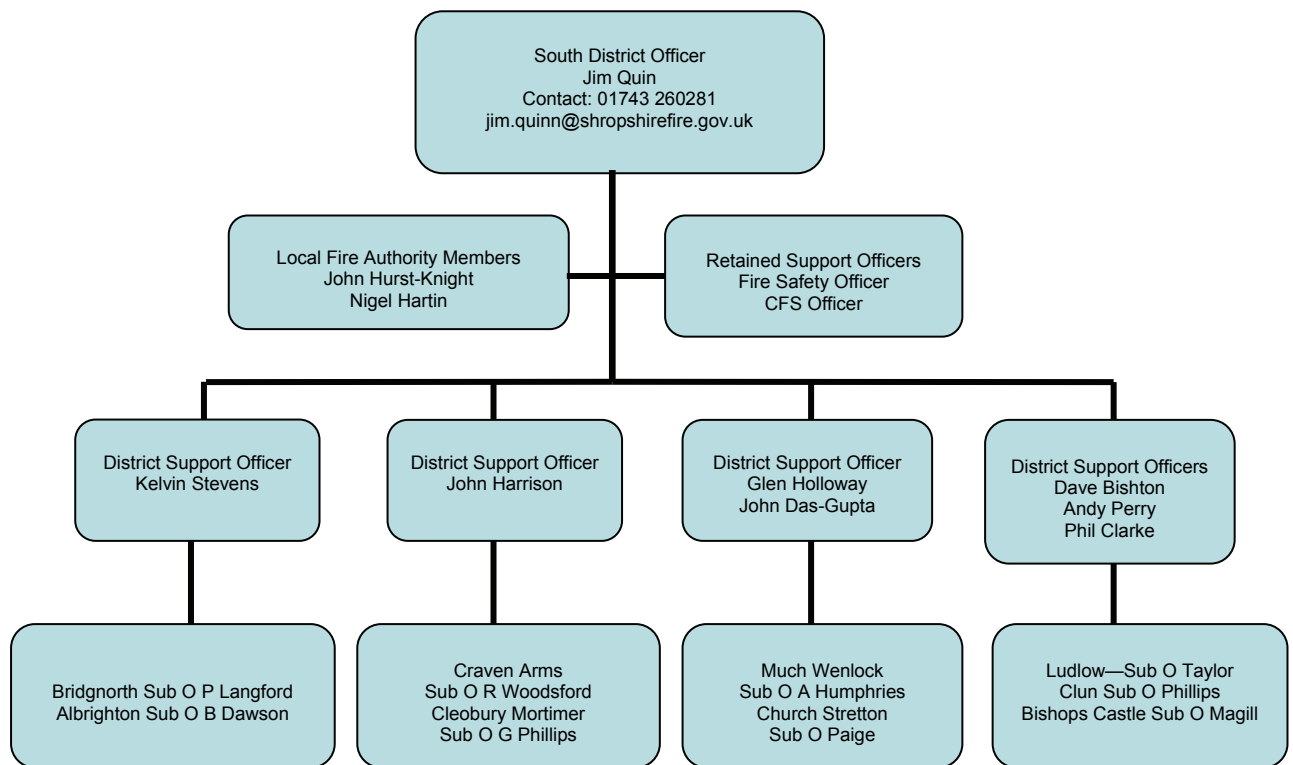 South District Officer
Jim Quin
Contact: 01743 260281
jim.quinn@shropshirefire.gov.uk
Local Fire Authority Members
John Hurst-Knight
Nigel Hartin
Retained Support Officers
Fire Safety Officer
CFS Officer
District Support Officer
Kelvin Stevens
District Support Officer
John Harrison
District Support Officer
Glen Holloway
John Das-Gupta
District Support Officers
Dave Bishton
Andy Perry
Phil Clarke
Bridgnorth Sub O P Langford
Albrighton Sub O B Dawson
Craven Arms
Sub O R Woodsford
Cleobury Mortimer
Sub O G Phillips
Much Wenlock
Sub O A Humphries
Church Stretton
Sub O Paige
Ludlow—Sub O Taylor
Clun Sub O Phillips
Bishops Castle Sub O Magill